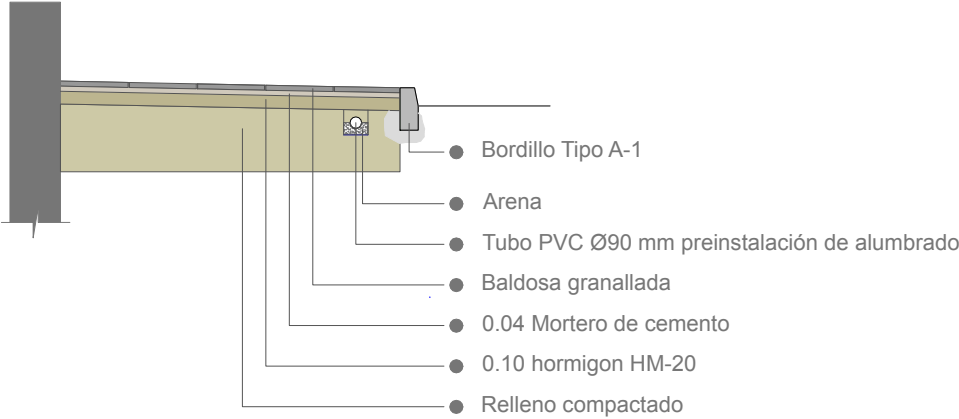 Bordillo Tipo A-1
Arena
Tubo PVC Ø90 mm preinstalación de alumbrado
Baldosa granallada
0.04 Mortero de cemento
0.10 hormigon HM-20
Relleno compactado